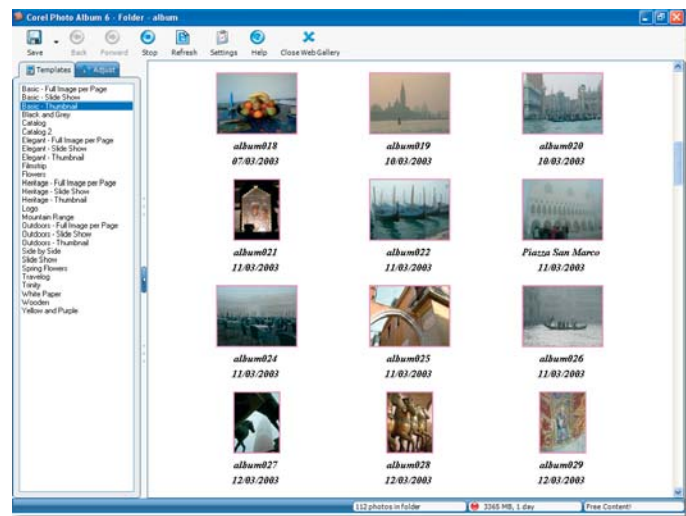 Corel Photo Album 6 - Folder - album
Save Back Forward Stop Refresh Settings Help Close Web Gallery
Templates Adjust
Basic - Full Image per Page
Basic - Slide Show
Basic - Thumbnail
Black and Grey
Catalog
Catalog 2
Elegant - Full Image per Page
Elegant - Slide Show
Elegant - Thumbnail
Filmstrip
Flowers
Heritage - Full Image per Page
Heritage - Slide Show
Heritage - Thumbnail
Logo
Mountain Range
Outdoors - Full Image per Page
Outdoors - Slide Show
Outdoors - Thumbnail
Side by Side
Slide Show
Spring Flowers
Travelog
Trinity
White Paper
Wooden
Yellow and Purple
album018 album019 album020
07/03/2003 10/03/2003 10/03/2003
album021 album022 Piazza San Marco
11/03/2003 11/03/2003 11/03/2003
album024 album025 album026
11/03/2003 11/03/2003 11/03/2003
album027 album028 album029
12/03/2003 12/03/2003 12/03/2003
112 photos in folder 3365 MB, 1 day Free Content!